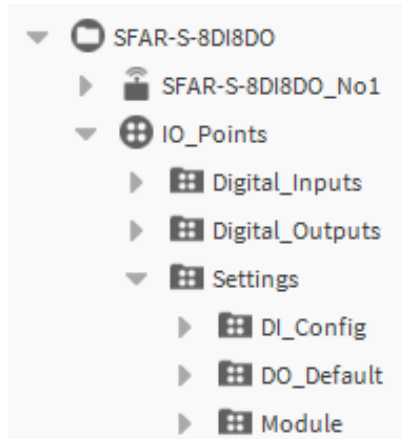 SFAR-S-8DI8DO
SFAR-S-8DI8DO_No1
IO_Points
Digital_Inputs
Digital_Outputs
Settings
DI_Config
DO_Default
Module